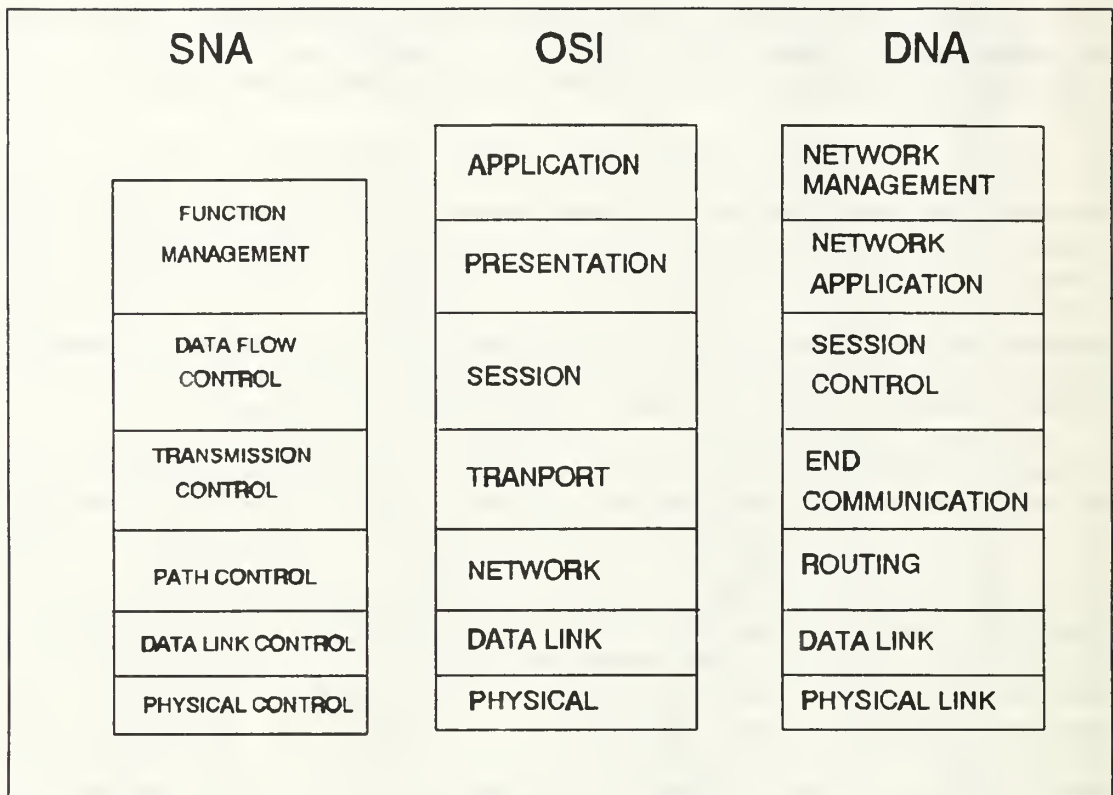 SNA
FUNCTION
MANAGEMENT
DATA FLOW
CONTROL
TRANSMISSION
CONTROL
PATH CONTROL
DATA LINK CONTROL
PHYSICAL CONTROL
OSI
APPLICATION
PRESENTATION
SESSION
TRANPORT
NETWORK
DATA LINK
PHYSICAL
DNA
NETWORK
MANAGEMENT
NETWORK
APPLICATION
SESSION
CONTROL
END
COMMUNICATION
ROUTING
DATA LINK
PHYSICAL LINK